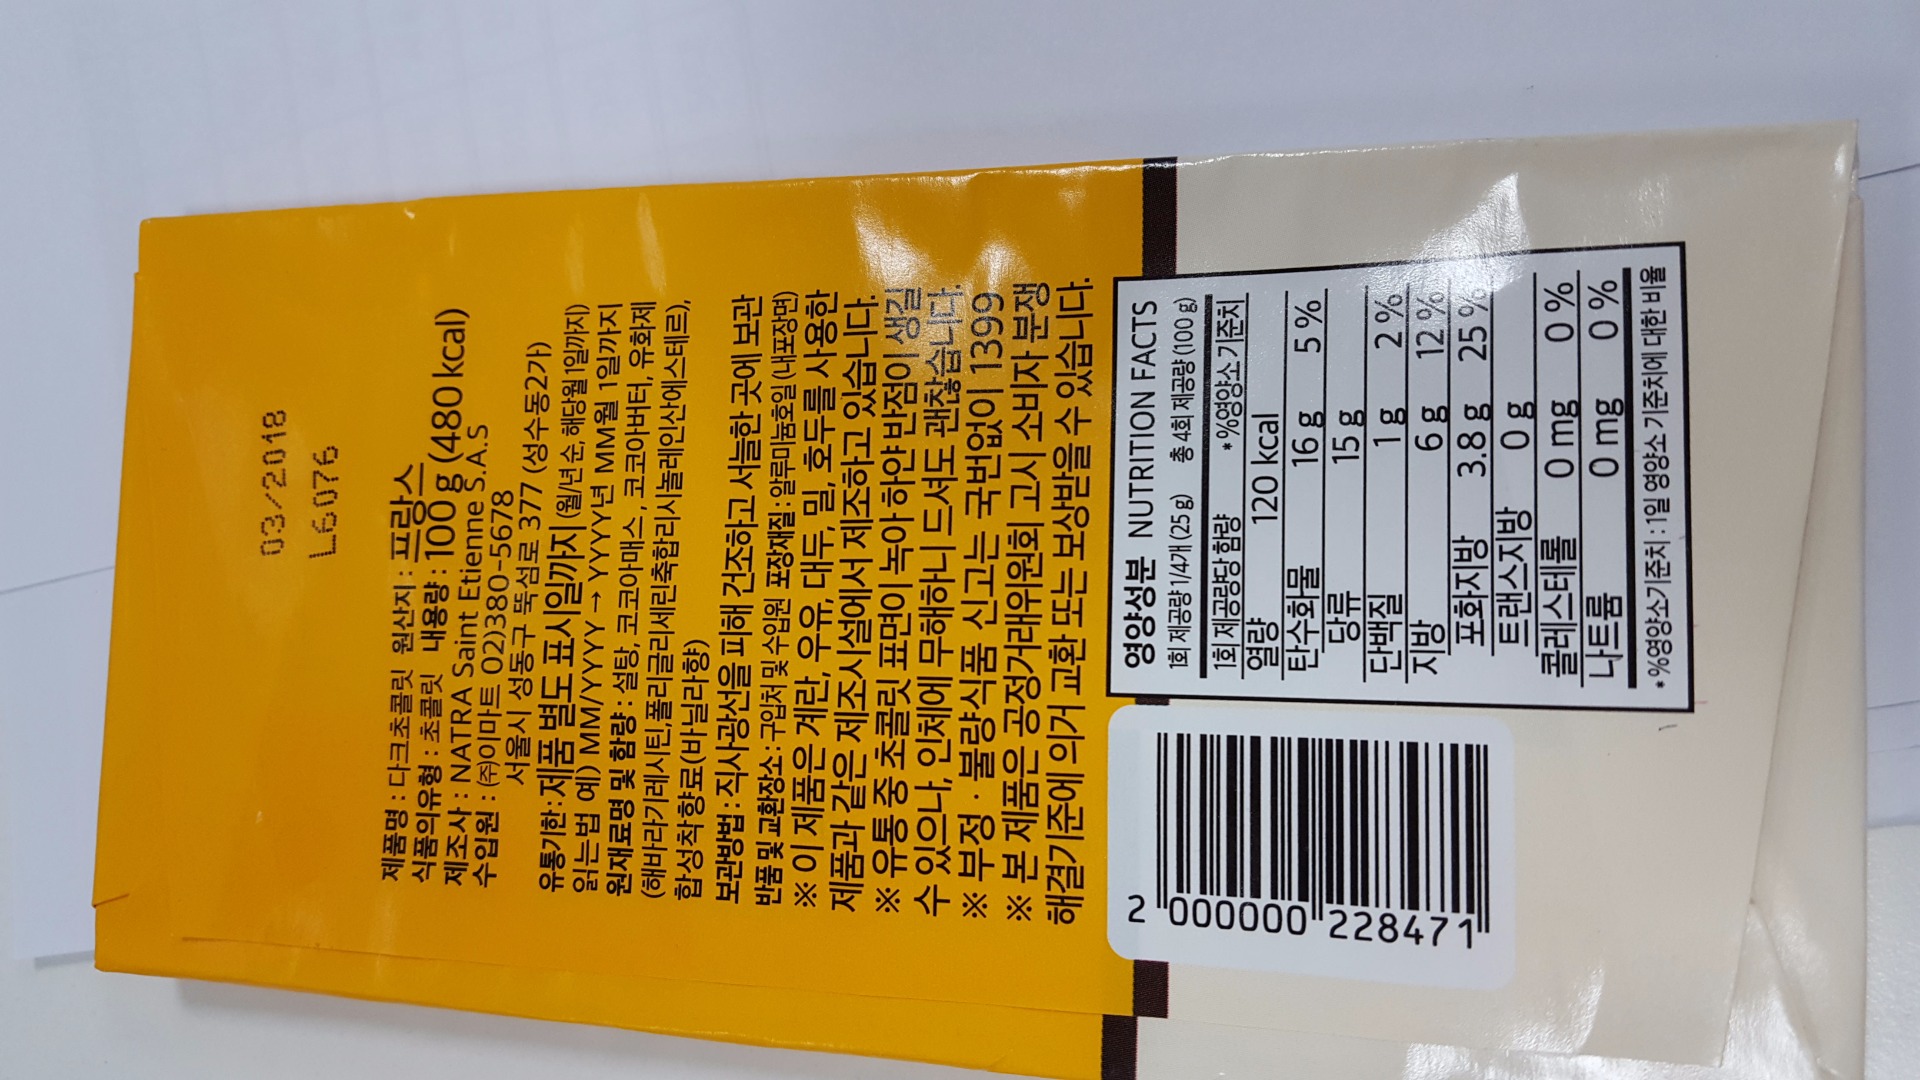 03/2018
L6076
제품명 : 다크초콜릿 원산지 : 프랑스
식품의유형 : 초콜릿 내용량 : 100 g (480 kcal)
제조사 : NATRA Saint Etienne S.A.S
수입원 : (주)이마트 02)380-5678
서울시 성동구 뚝섬로 377 (성수동2가)
유통기한 : 제품 별도 표시일까지 (월/년 순, 해당월 1일까지)
읽는법 예) MM/YYYY → YYYY년 MM월 1일까지
원재료명 및 함량 : 설탕, 코코아매스, 코코아버터, 유화제
(해바라기레시틴,폴리글리세린축합리시놀레인산에스테르),
합성착향료(바닐라향)
보관방법 : 직사광선을 피해 건조하고 서늘한 곳에 보관
반품 및 교환장소 : 구입처 및 수입원 포장재질 : 알루미늄호일 (내포장면)
※ 이 제품은 계란, 우유, 대두, 밀, 호두를 사용한
제품과 같은 제조시설에서 제조하고 있습니다.
※ 유통 중 초콜릿 표면이 녹아 하얀 반점이 생길
수 있으나, 인체에 무해하니 드셔도 괜찮습니다.
※ 부정 · 불량식품 신고는 국번없이 1399
※ 본 제품은 공정거래위원회 고시 소비자 분쟁
해결기준에 의거 교환 또는 보상받을 수 있습니다.
영양성분 NUTRITION FACTS
1회 제공량 1/4개 (25 g) 총 4회 제공량 (100 g)
1회 제공량당 함량 *%영양소기준치
열량 120 kcal
탄수화물 16 g 5 %
당류 15 g
단백질 1 g 2 %
지방 6 g 12 %
포화지방 3.8 g 25 %
트랜스지방 0 g
콜레스테롤 0 mg 0 %
나트륨 0 mg 0 %
*%영양소기준치 : 1일 영양소 기준치에 대한 비율
2 000000 228471